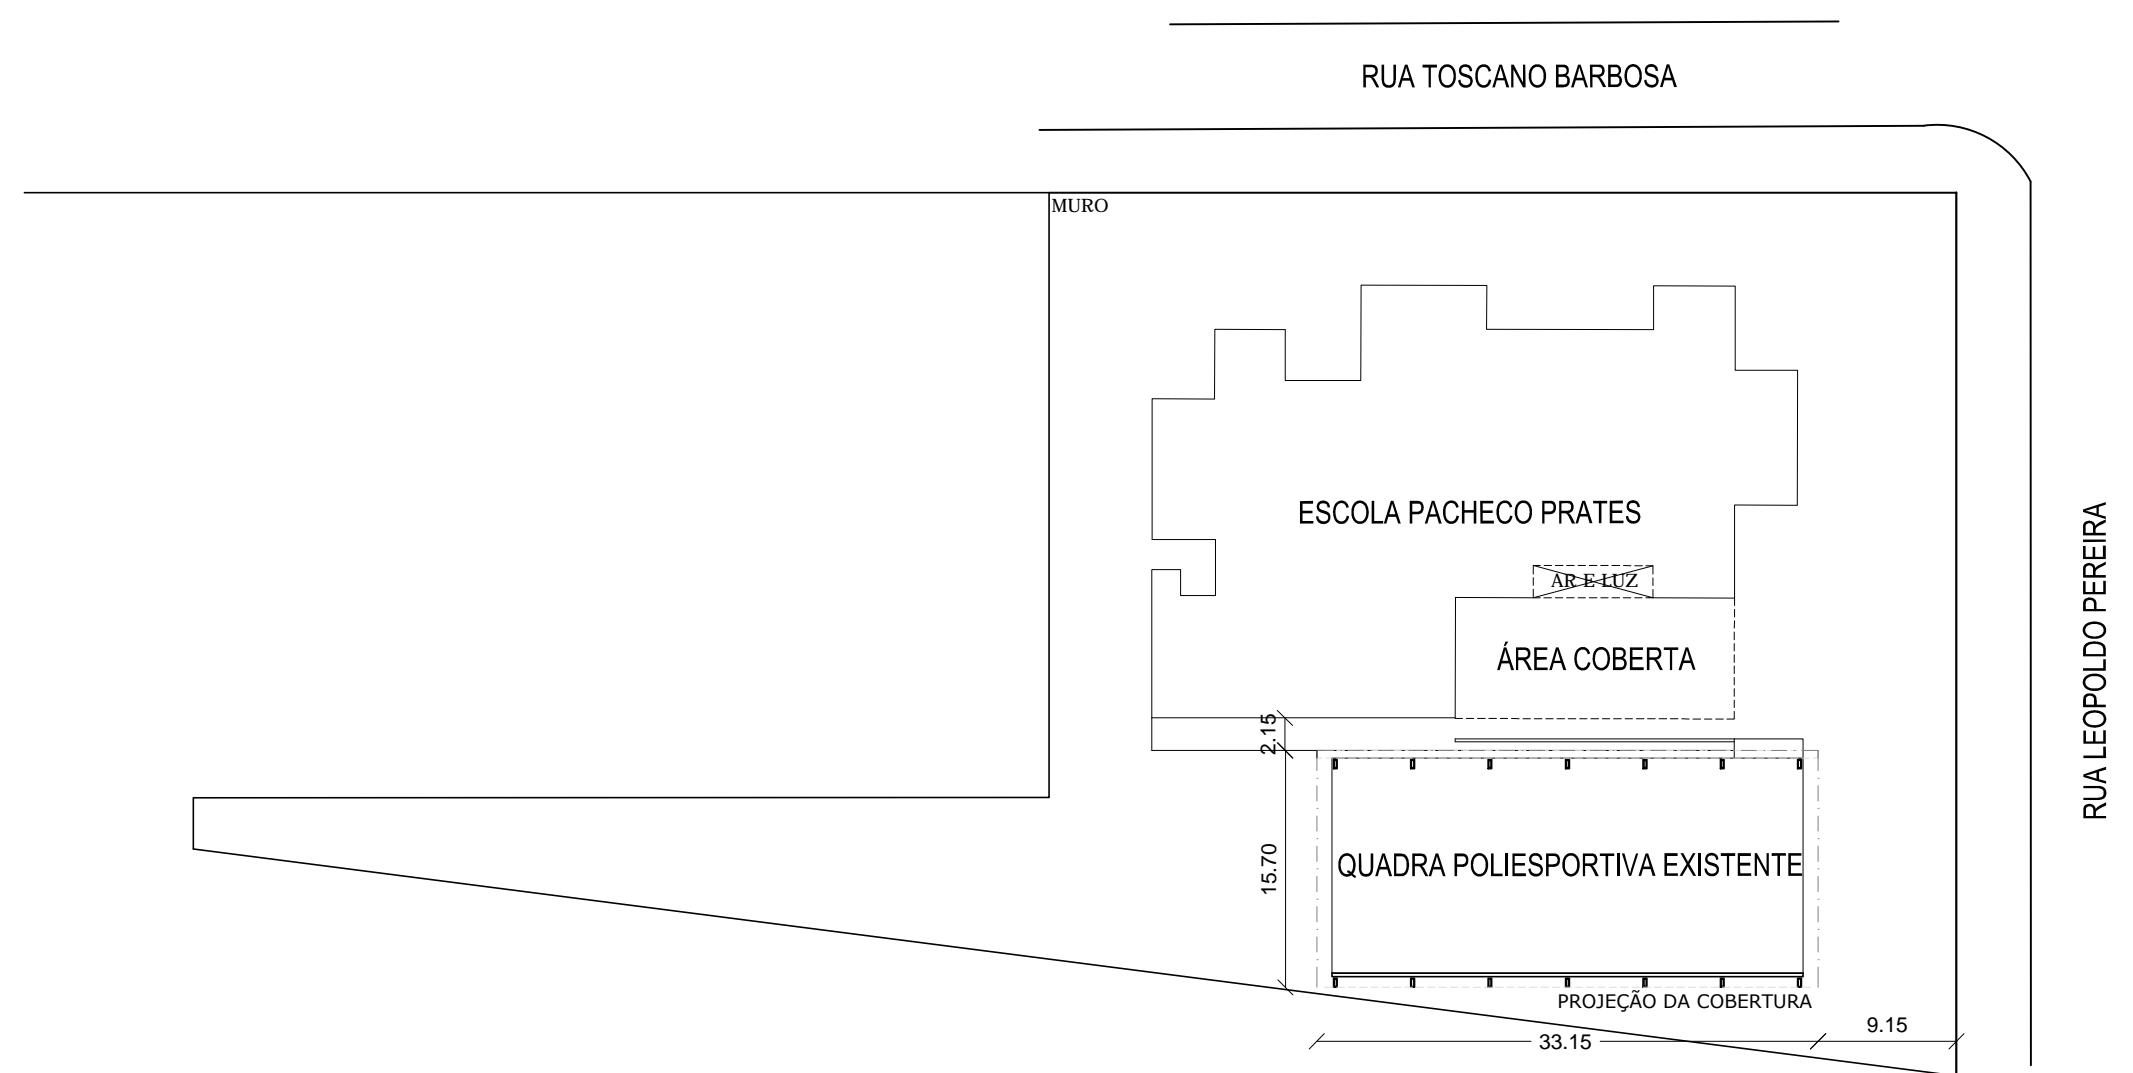 RUA TOSCANO BARBOSA
MURO
ESCOLA PACHECO PRATES
RUA LEOPOLDO PEREIRA
AR E LUZ
ÁREA COBERTA
2.15
15.70
QUADRA POLIESPORTIVA EXISTENTE
PROJEÇÃO DA COBERTURA
9.15
33.15